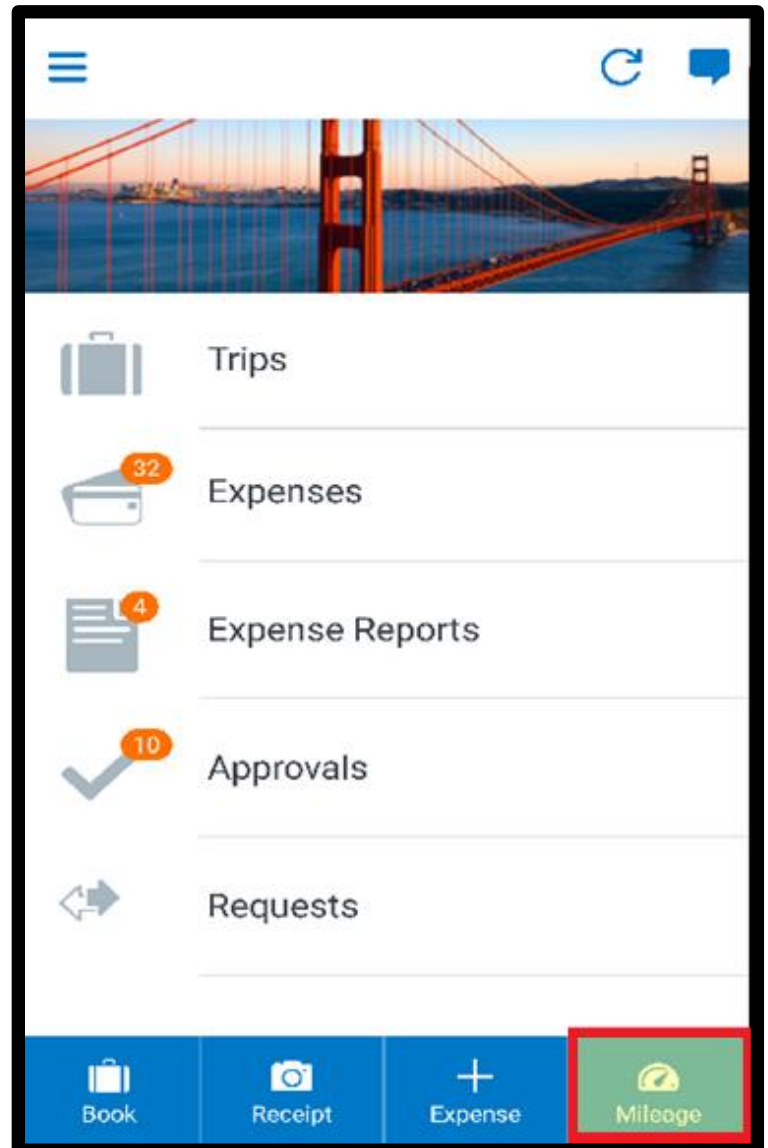 Trips
32
Expenses
4
Expense Reports
10
Approvals
Requests
Book
Receipt
Expense
Mileage